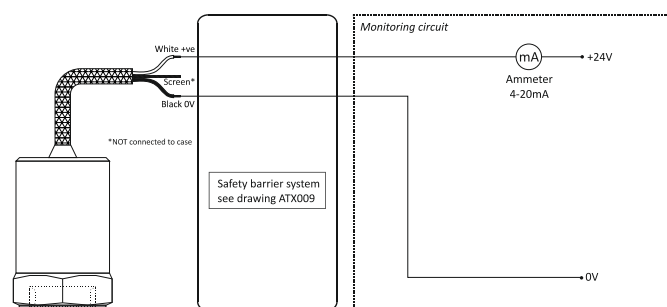 Monitoring circuit
White +ve
mA
+24V
Screen*
Ammeter
4-20mA
Black 0V
*NOT connected to case
Safety barrier system
see drawing ATX009
0V